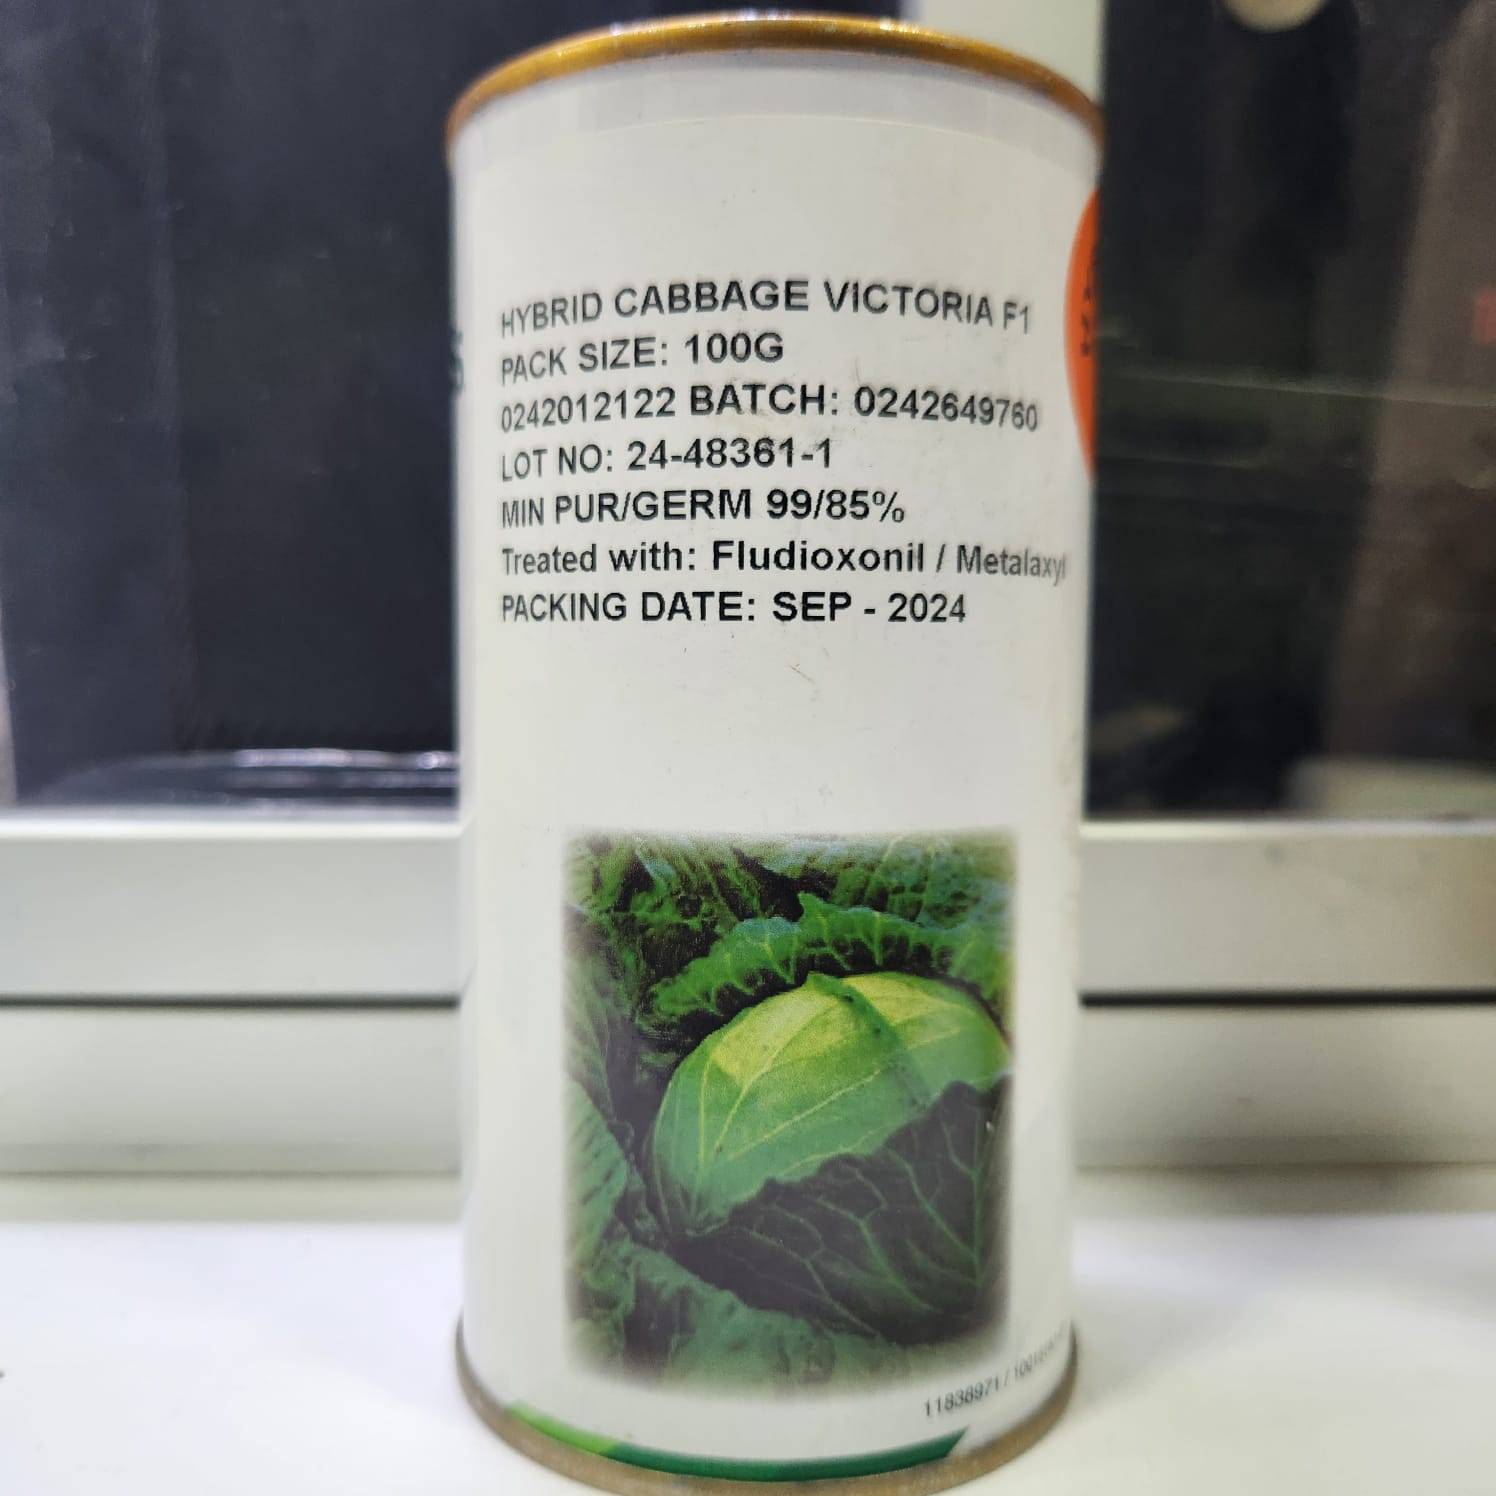 HYBRID CABBAGE VICTORIA F1
PACK SIZE: 100G
0242012122 BATCH: 0242649760
LOT NO: 24-48361-1
MIN PUR/GERM 99/85%
Treated with: Fludioxonil / Metalaxyl
PACKING DATE: SEP - 2024
11838971 /